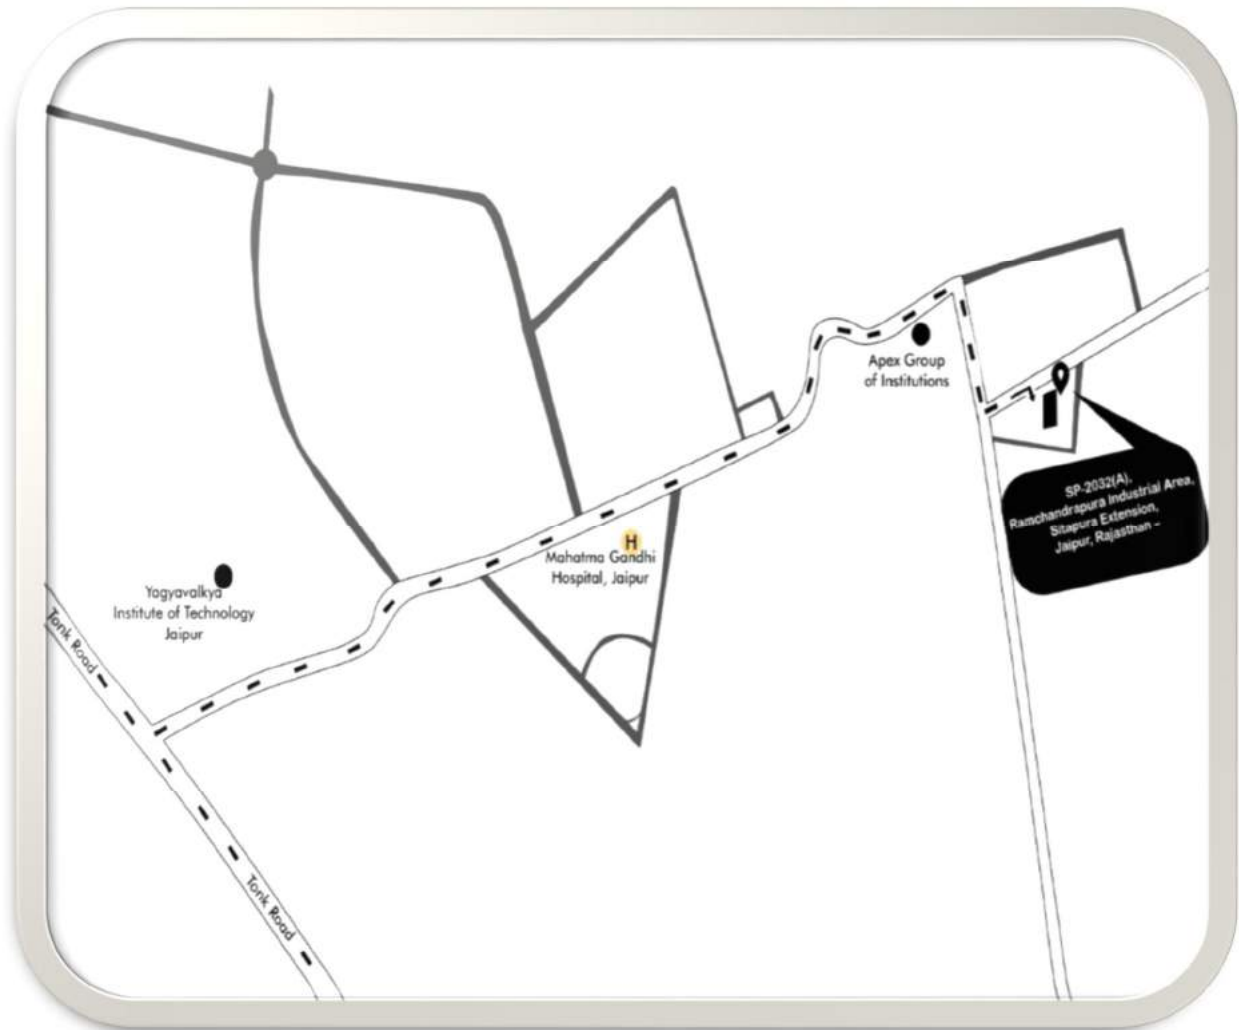 Apex Group
of Institutions
SP-2032(A),
Ramchandrapura Industrial Area,
Sitapura Extension,
Jaipur, Rajasthan –
H
Mahatma Gandhi
Hospital, Jaipur
Yogyavalkya
Institute of Technology
Jaipur
Tonk Road
Tonk Road